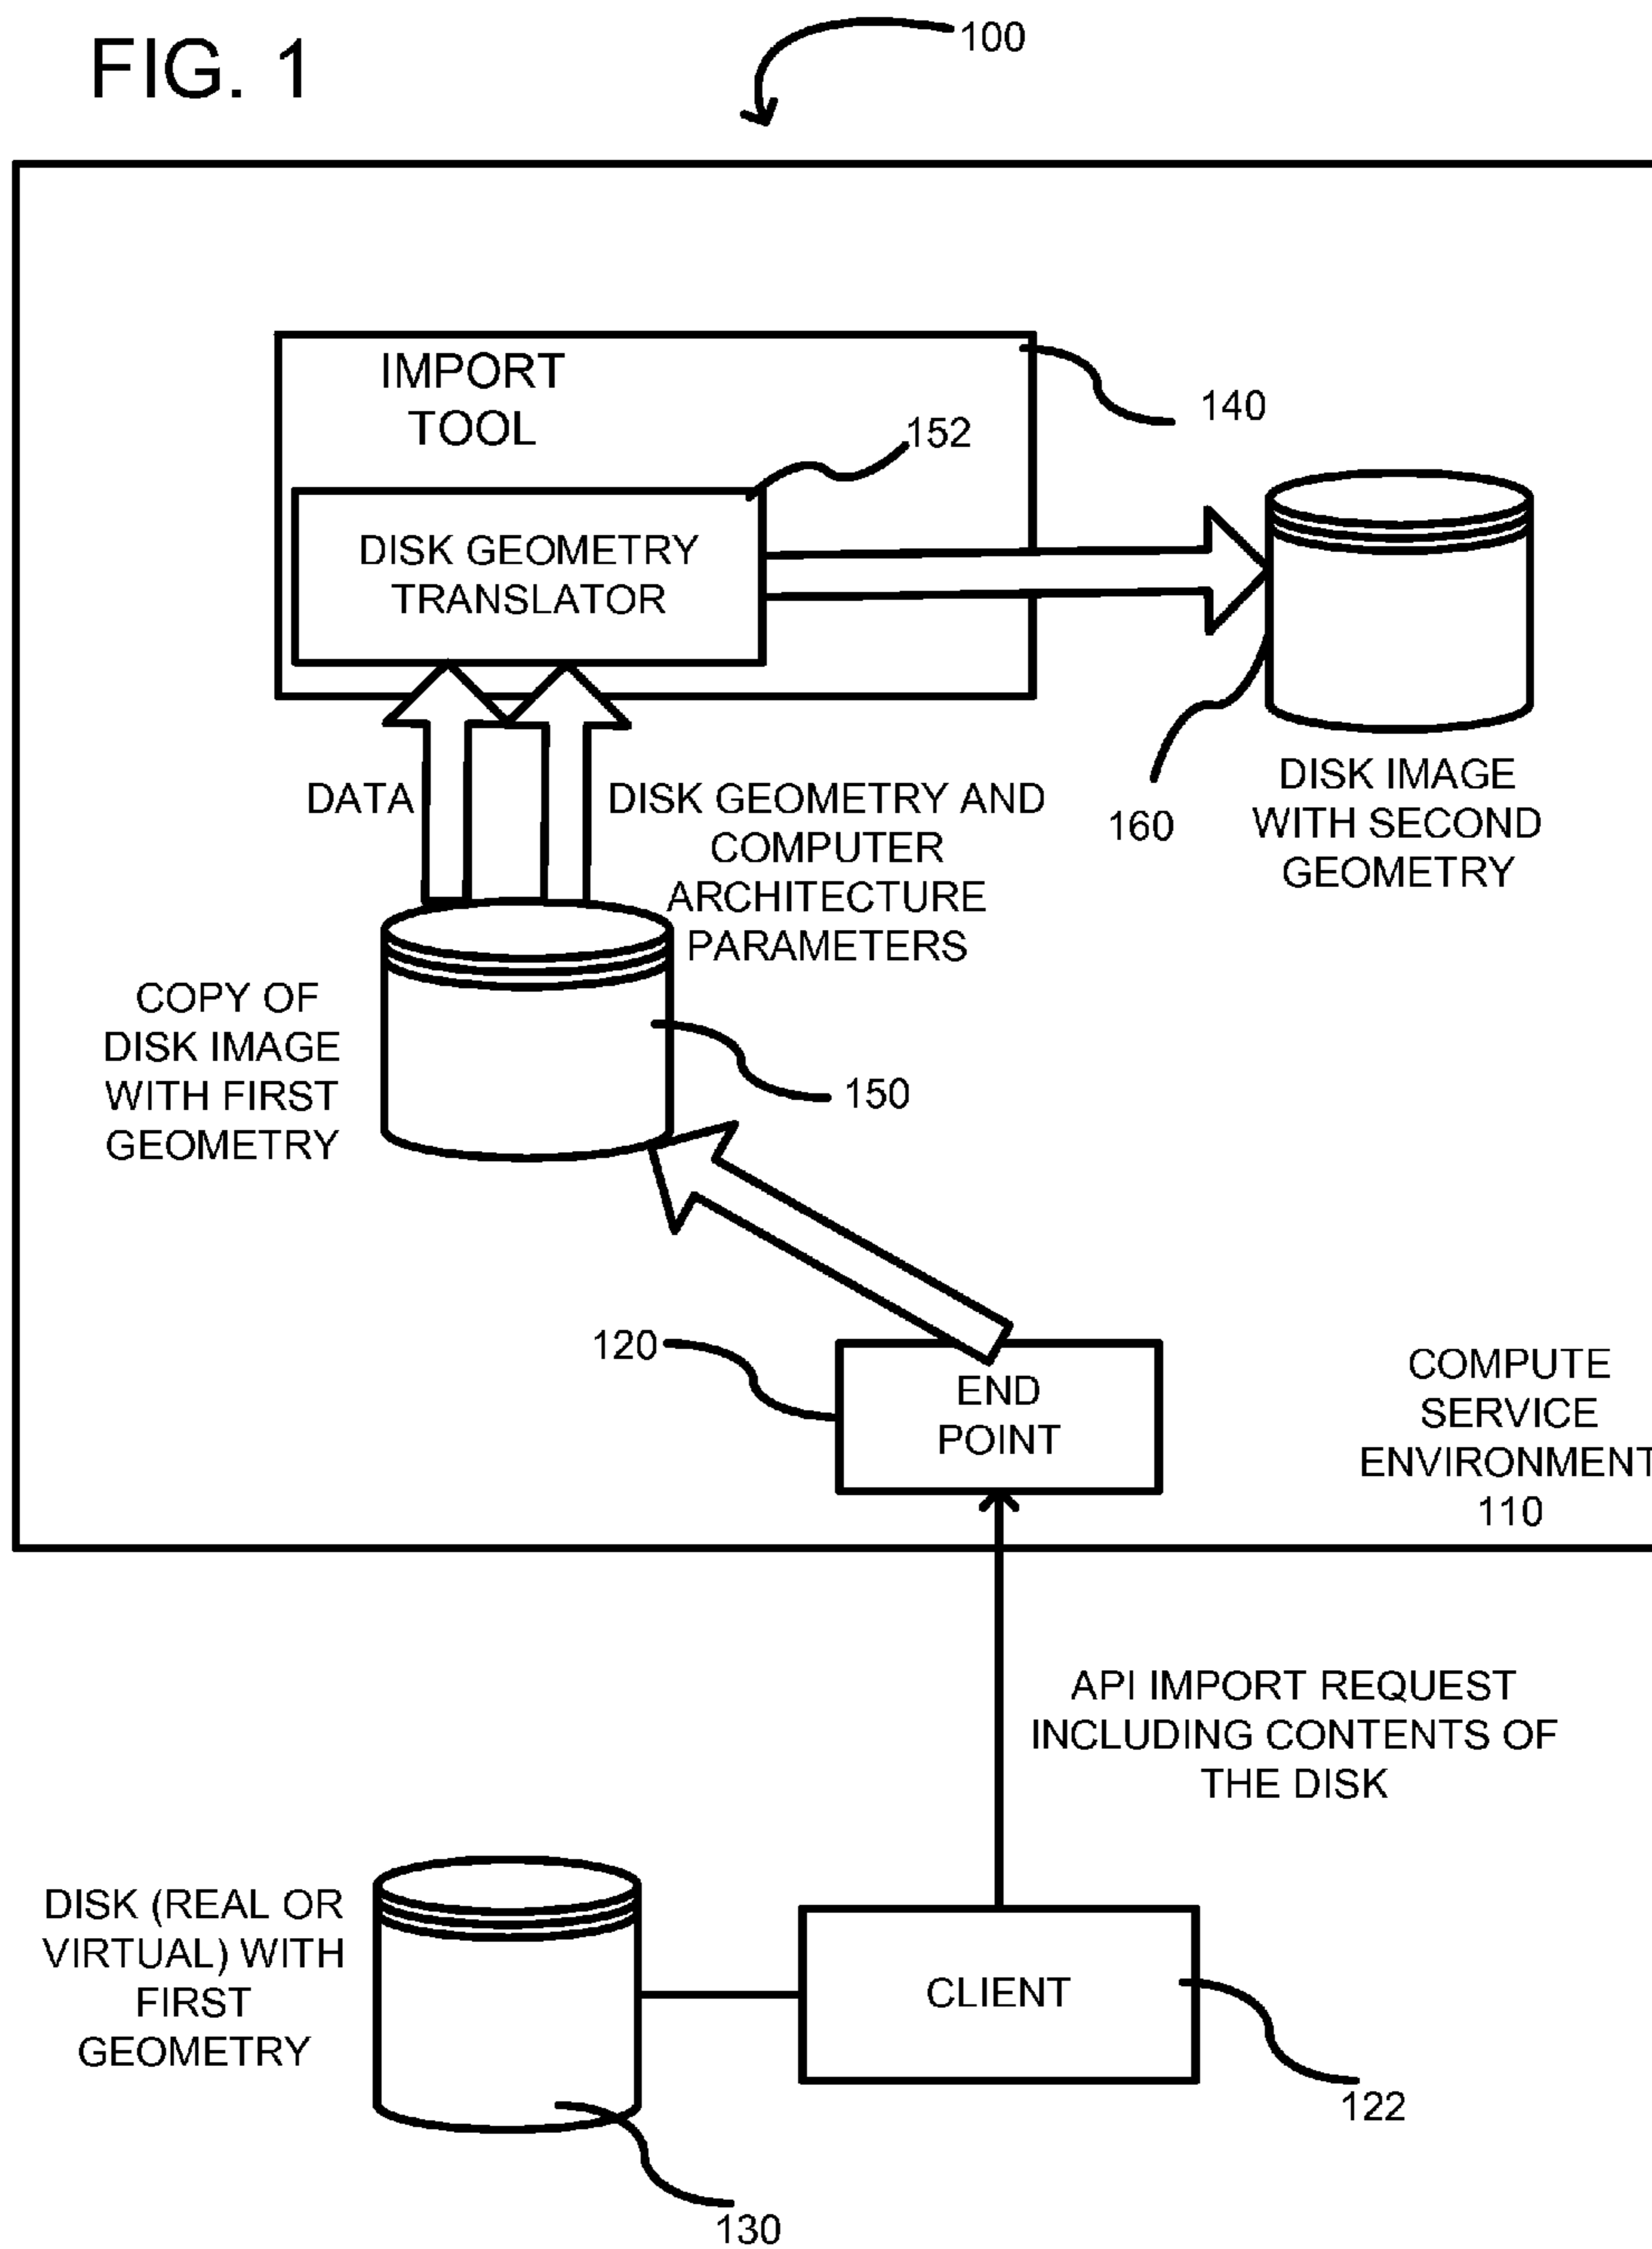 FIG. 1
100
IMPORT
TOOL
140
152
DISK GEOMETRY
TRANSLATOR
DATA
DISK GEOMETRY AND
COMPUTER
ARCHITECTURE
PARAMETERS
160
DISK IMAGE
WITH SECOND
GEOMETRY
COPY OF
DISK IMAGE
WITH FIRST
GEOMETRY
150
120
END
POINT
COMPUTE
SERVICE
ENVIRONMENT
110
API IMPORT REQUEST
INCLUDING CONTENTS OF
THE DISK
DISK (REAL OR
VIRTUAL) WITH
FIRST
GEOMETRY
CLIENT
122
130